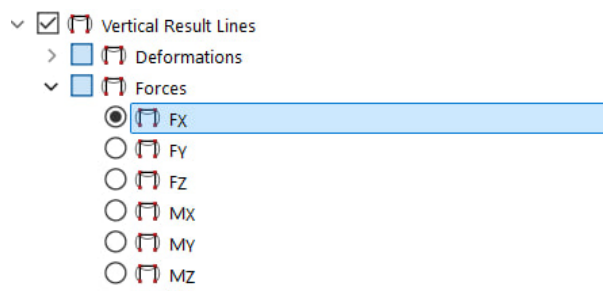 Vertical Result Lines
Deformations
Forces
FX
FY
FZ
MX
MY
MZ